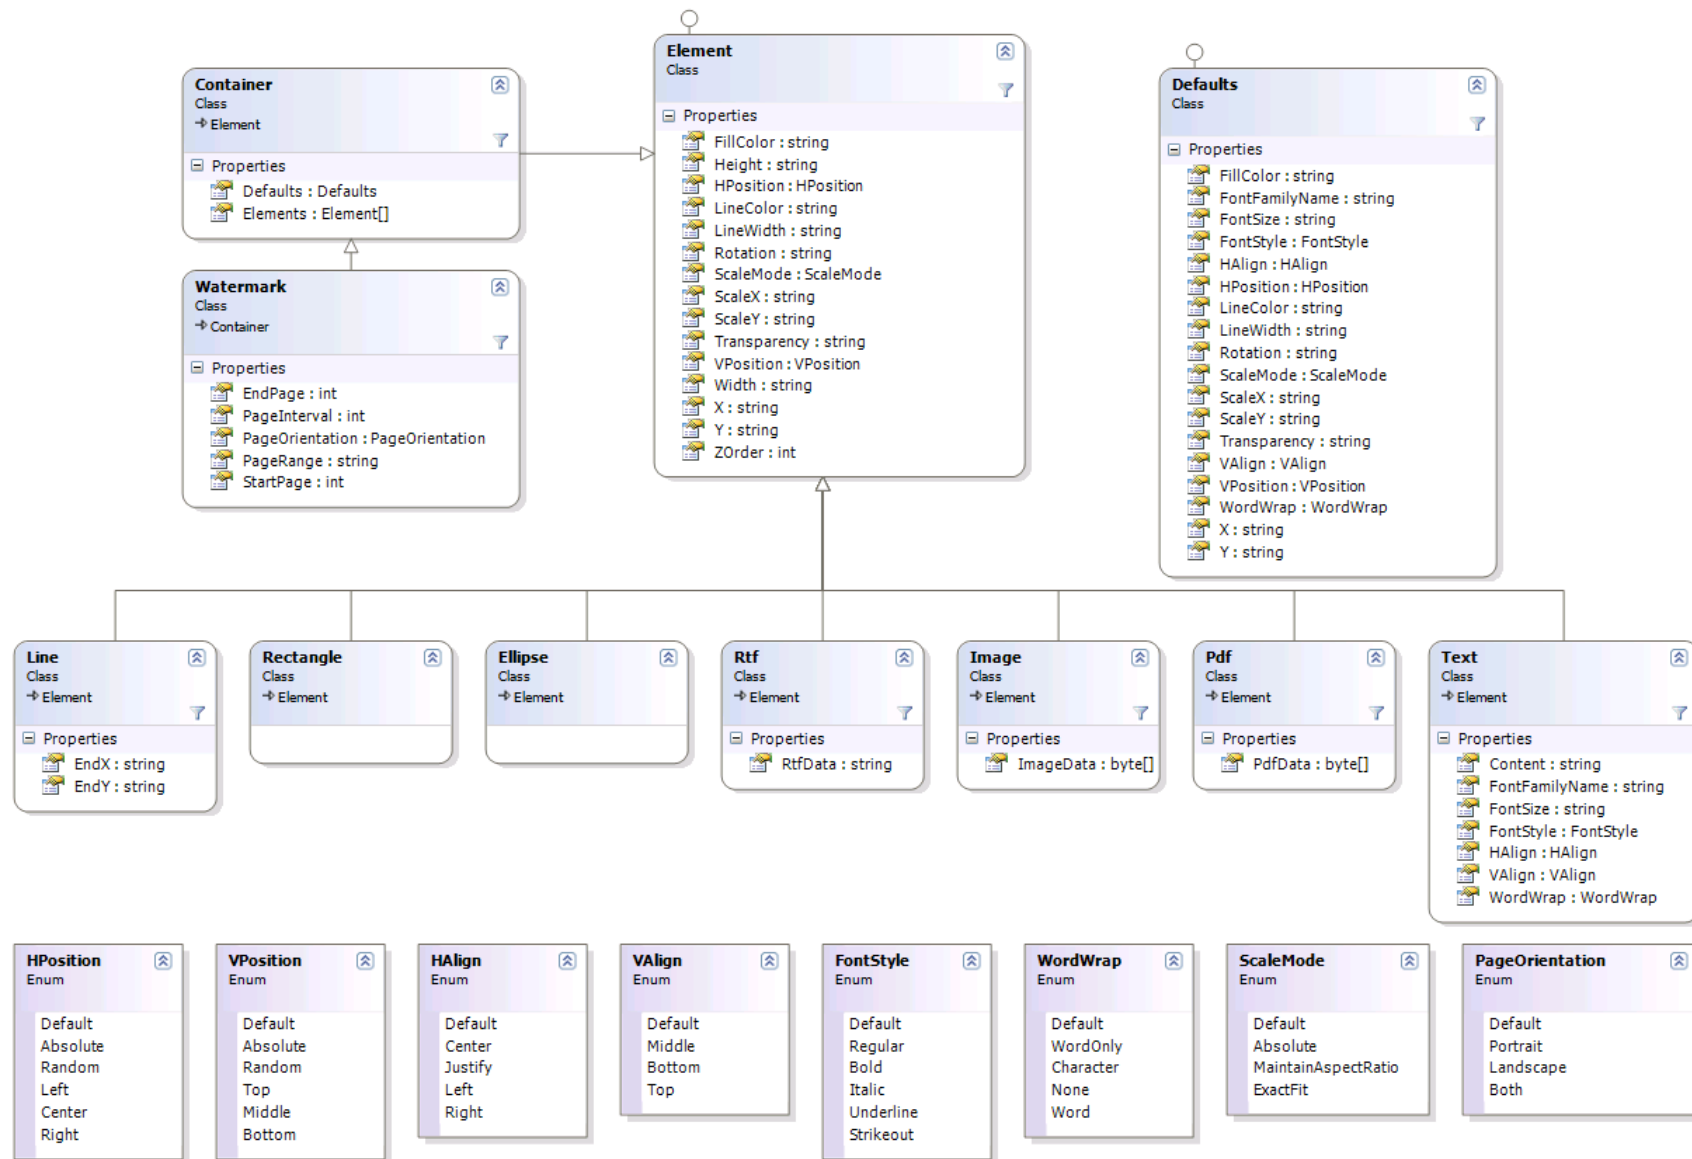 Container
Class
Element
Properties
Defaults : Defaults
Elements : Element[]
Watermark
Class
Container
Properties
EndPage : int
PageInterval : int
PageOrientation : PageOrientation
PageRange : string
StartPage : int
Element
Class
Properties
FillColor : string
Height : string
HPosition : HPosition
LineColor : string
LineWidth : string
Rotation : string
ScaleMode : ScaleMode
ScaleX : string
ScaleY : string
Transparency : string
VPosition : VPosition
Width : string
X : string
Y : string
ZOrder : int
Defaults
Class
Properties
FillColor : string
FontFamilyName : string
FontSize : string
FontStyle : FontStyle
HAlign : HAlign
HPosition : HPosition
LineColor : string
LineWidth : string
Rotation : string
ScaleMode : ScaleMode
ScaleX : string
ScaleY : string
Transparency : string
VAlign : VAlign
VPosition : VPosition
WordWrap : WordWrap
X : string
Y : string
Line
Class
Element
Properties
EndX : string
EndY : string
Rectangle
Class
Element
Ellipse
Class
Element
Rtf
Class
Element
Properties
RtfData : string
Image
Class
Element
Properties
ImageData : byte[]
Pdf
Class
Element
Properties
PdfData : byte[]
Text
Class
Element
Properties
Content : string
FontFamilyName : string
FontSize : string
FontStyle : FontStyle
HAlign : HAlign
VAlign : VAlign
WordWrap : WordWrap
HPosition
Enum
Default
Absolute
Random
Left
Center
Right
VPosition
Enum
Default
Absolute
Random
Top
Middle
Bottom
HAlign
Enum
Default
Center
Justify
Left
Right
VAlign
Enum
Default
Middle
Bottom
Top
FontStyle
Enum
Default
Regular
Bold
Italic
Underline
Strikeout
WordWrap
Enum
Default
WordOnly
Character
None
Word
ScaleMode
Enum
Default
Absolute
MaintainAspectRatio
ExactFit
PageOrientation
Enum
Default
Portrait
Landscape
Both